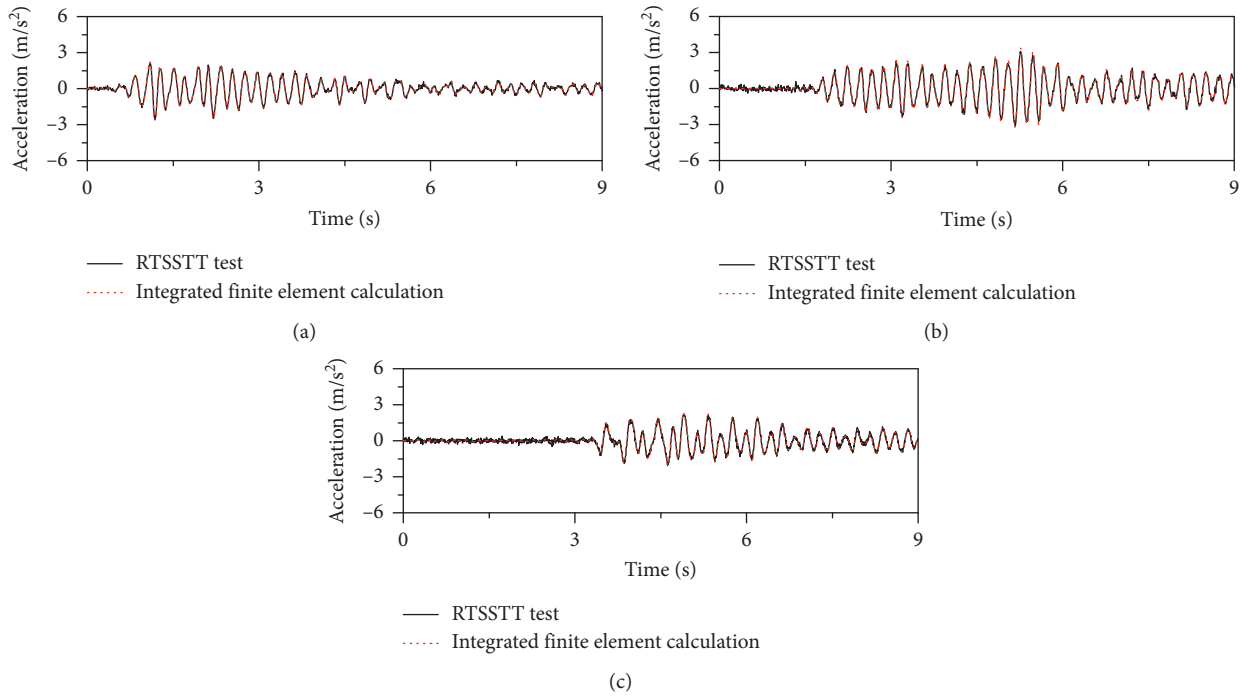 6
3
0
−3
−6
Acceleration (m/s²)
0 3 6 9
Time (s)
RTSSTT test
Integrated finite element calculation
(a)
6
3
0
−3
−6
Acceleration (m/s²)
0 3 6 9
Time (s)
RTSSTT test
Integrated finite element calculation
(b)
6
3
0
−3
−6
Acceleration (m/s²)
0 3 6 9
Time (s)
RTSSTT test
Integrated finite element calculation
(c)